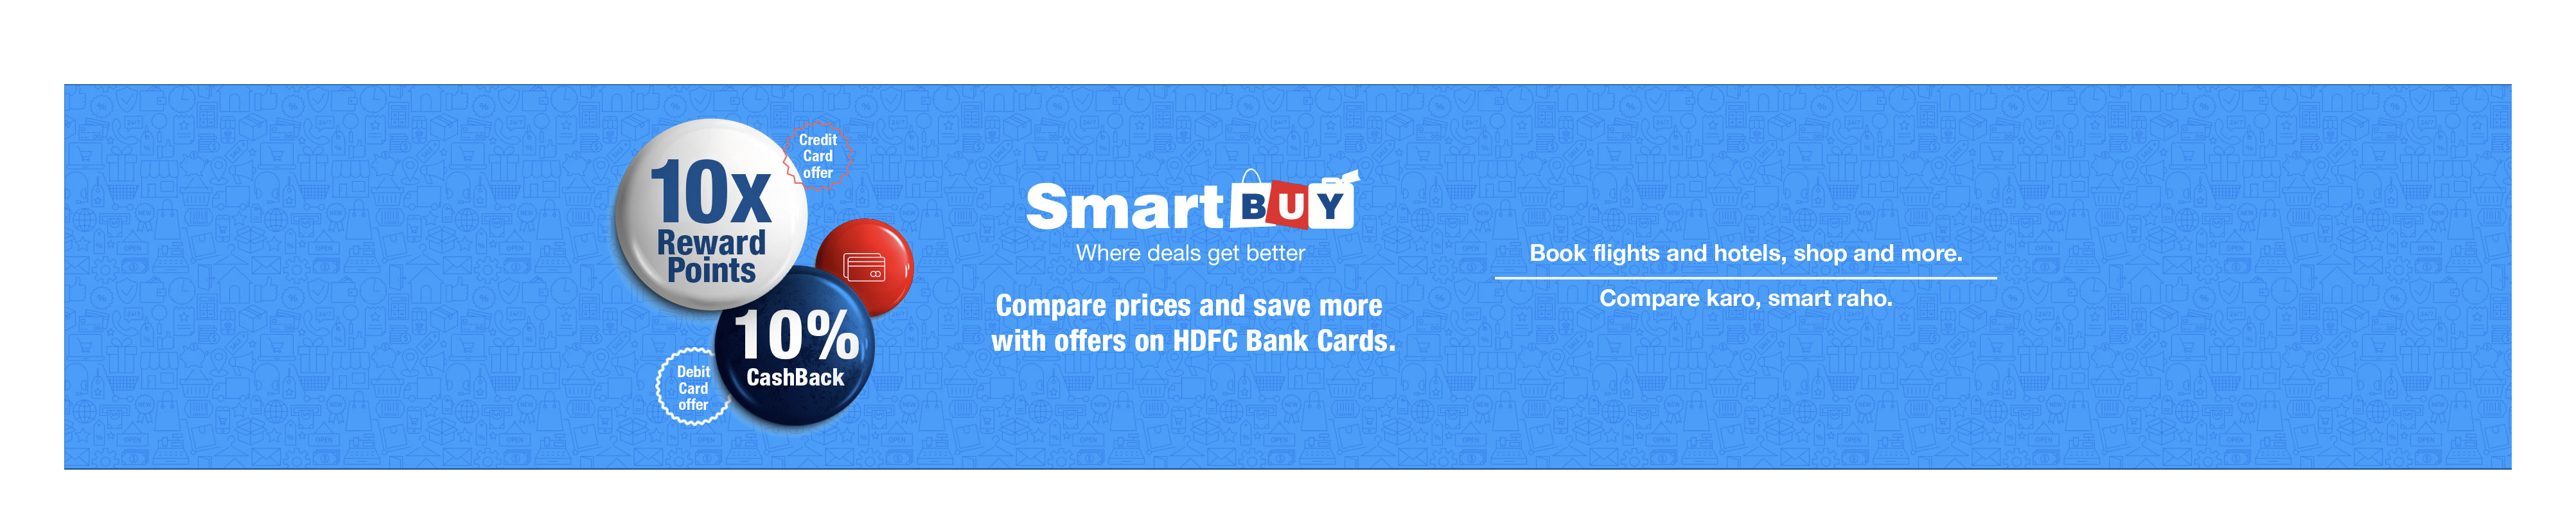 10x
Reward
Points
Credit
Card
offer
10%
CashBack
Debit
Card
offer
SmartBUY
Where deals get better
Compare prices and save more
with offers on HDFC Bank Cards.
Book flights and hotels, shop and more.
Compare karo, smart raho.